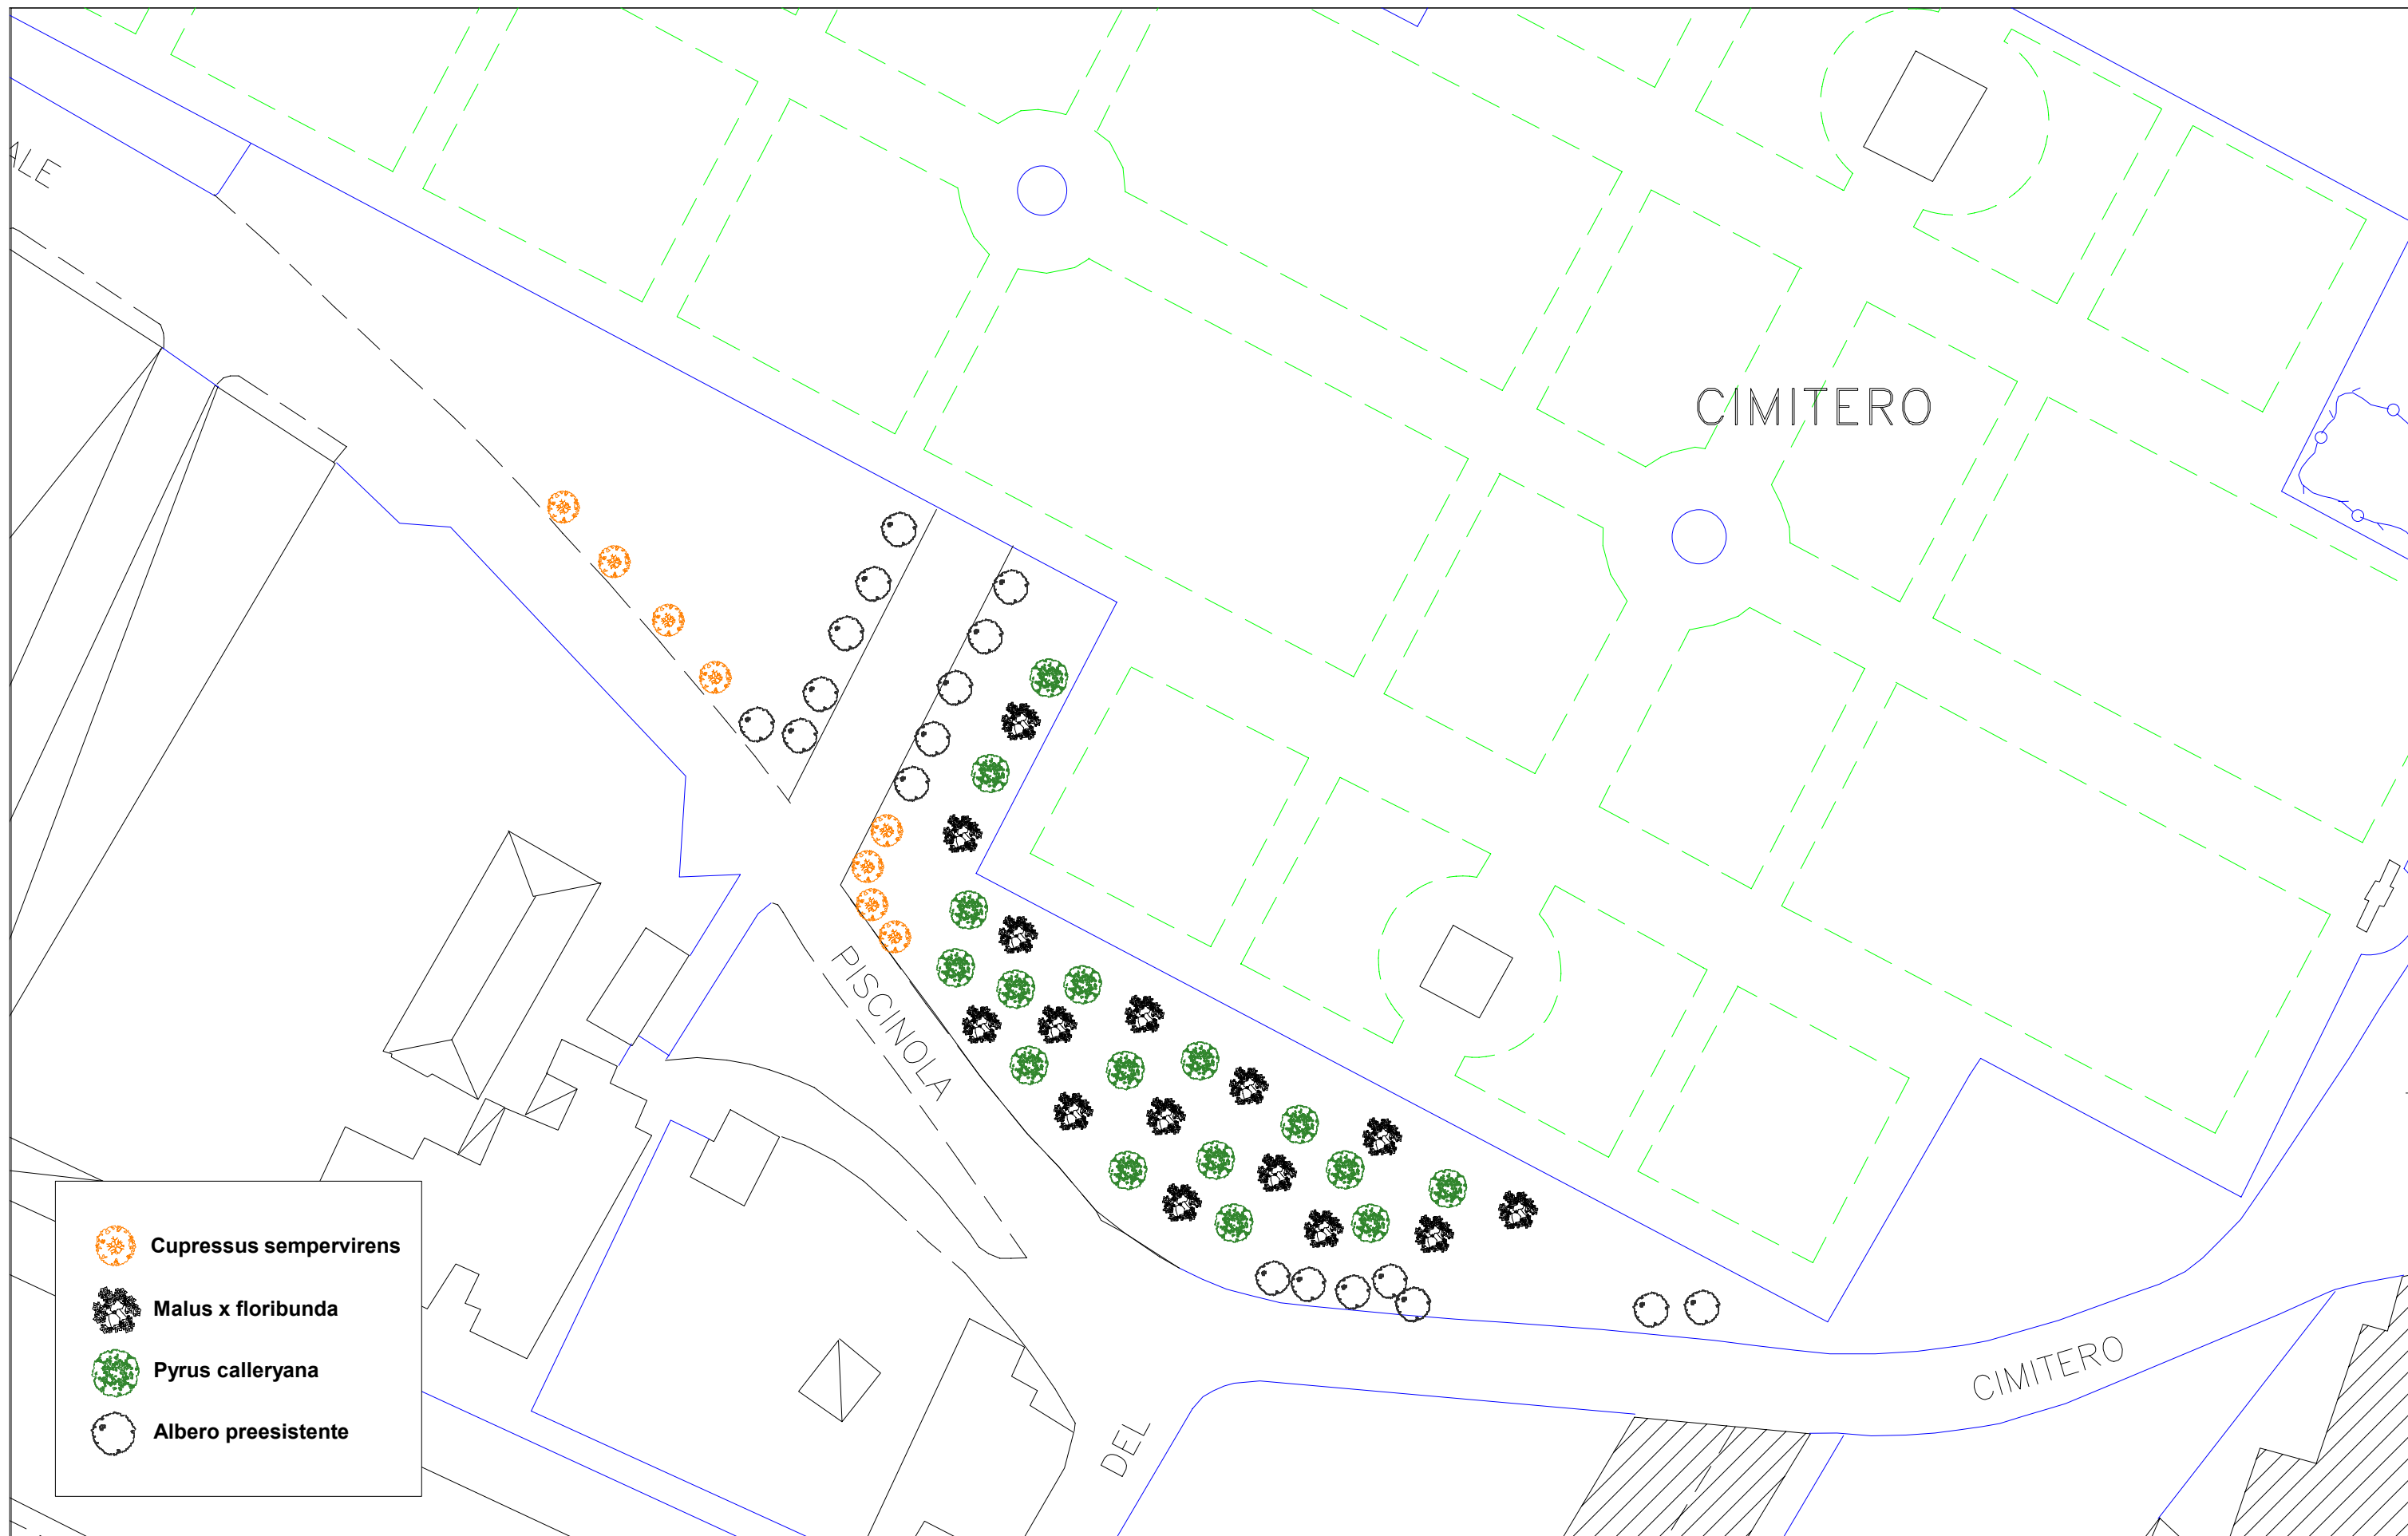 ALE
CIMITERO
PISCINOLA
CIMITERO
DEL
Cupressus sempervirens
Malus x floribunda
Pyrus calleryana
Albero preesistente